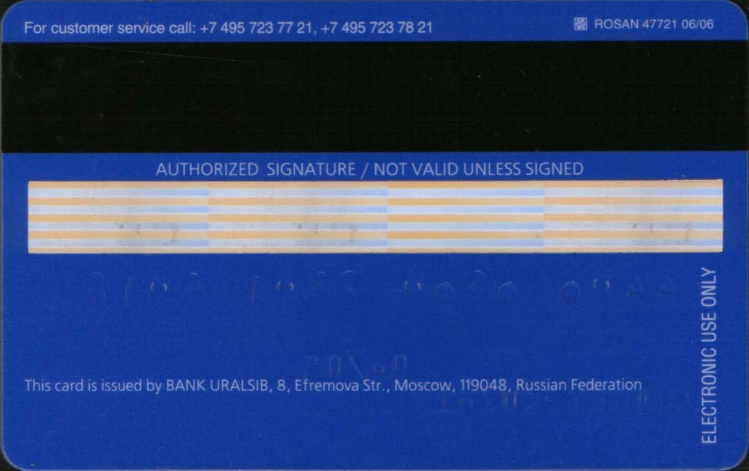 For customer service call: +7 495 723 77 21, +7 495 723 78 21
ROSAN 47721 06/06
AUTHORIZED SIGNATURE / NOT VALID UNLESS SIGNED
ELECTRONIC USE ONLY
This card is issued by BANK URALSIB, 8, Efremova Str., Moscow, 119048, Russian Federation